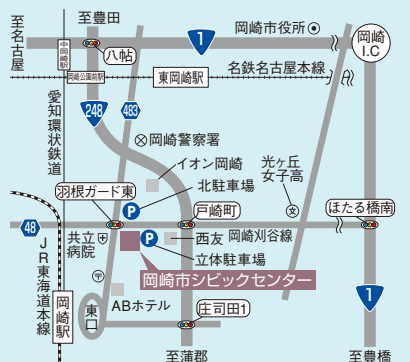 至豊田
至名古屋
中岡崎駅
八帖
1
岡崎市役所
岡崎
I.C
岡崎公園前駅
東岡崎駅
名鉄名古屋本線
愛知環状鉄道
248
483
岡崎警察署
イオン岡崎
光ヶ丘
女子高
羽根ガード東
P
北駐車場
戸崎町
ほたる橋南
48
共立
病院
P
西友
岡崎刈谷線
立体駐車場
岡崎市シビックセンター
JR東海道本線
岡崎駅
東口
ABホテル
庄司田1
1
至蒲郡
至豊橋
文
〒